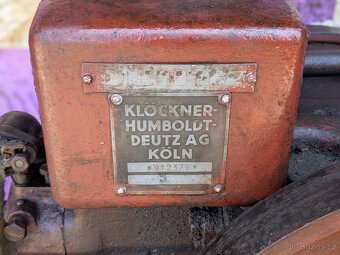 KLÖCKNER-
HUMBOLDT-
DEUTZ AG
KÖLN